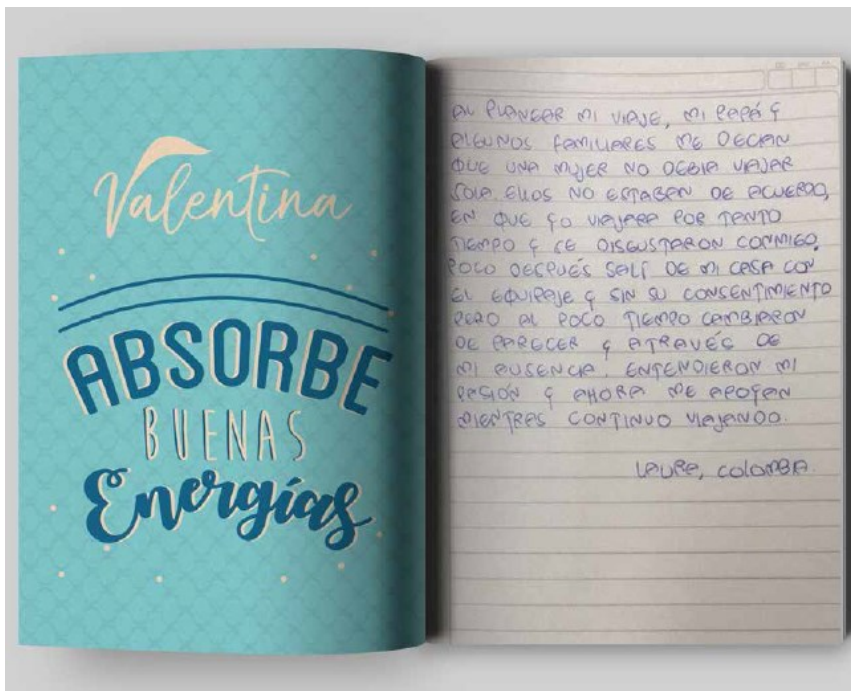 Valentina
ABSORBE
BUENAS
Energías
AL PLANEAR MI VIAJE, MI PAPÁ Y
ALGUNOS FAMILIARES ME DECIAN
QUE UNA MUJER NO DEBIA VIAJAR
SOLA. ELLOS NO ESTABAN DE ACUERDO,
EN QUE YO VIAJARA POR TANTO
TIEMPO Y SE DISGUSTARON CONMIGO,
POCO DESPUÉS SALÍ DE MI CASA CON
EL EQUIPAJE Y SIN SU CONSENTIMIENTO
PERO AL POCO TIEMPO CAMBIARON
DE PARECER Y ATRAVÉS DE
MI AUSENCIA. ENTENDIERON MI
PASIÓN Y AHORA ME APOYAN
MIENTRAS CONTINUO VIAJANDO.
LAURA, COLOMBIA.